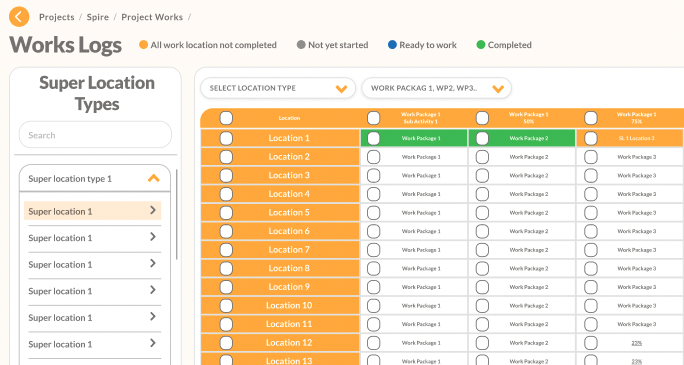 Projects / Spire / Project Works /
Works Logs
All work location not completed
Not yet started
Ready to work
Completed
Super Location
Types
Search
Super location type 1
Super location 1
Super location 1
Super location 1
Super location 1
Super location 1
Super location 1
SELECT LOCATION TYPE
WORK PACKAG 1, WP2, WP3..
Location
Work Package 1
Sub Activity 1
Work Package 1
50%
Work Package 1
75%
Location 1 Work Package 1 Work Package 2 SL 1 Location 2
Location 2 Work Package 1 Work Package 2 Work Package 3
Location 3 Work Package 1 Work Package 2 Work Package 3
Location 4 Work Package 1 Work Package 2 Work Package 3
Location 5 Work Package 1 Work Package 2 Work Package 3
Location 6 Work Package 1 Work Package 2 Work Package 3
Location 7 Work Package 1 Work Package 2 Work Package 3
Location 8 Work Package 1 Work Package 2 Work Package 3
Location 9 Work Package 1 Work Package 2 Work Package 3
Location 10 Work Package 1 Work Package 2 Work Package 3
Location 11 Work Package 1 Work Package 2 Work Package 3
Location 12 Work Package 1 Work Package 2 23%
Location 13 Work Package 1 Work Package 2 23%